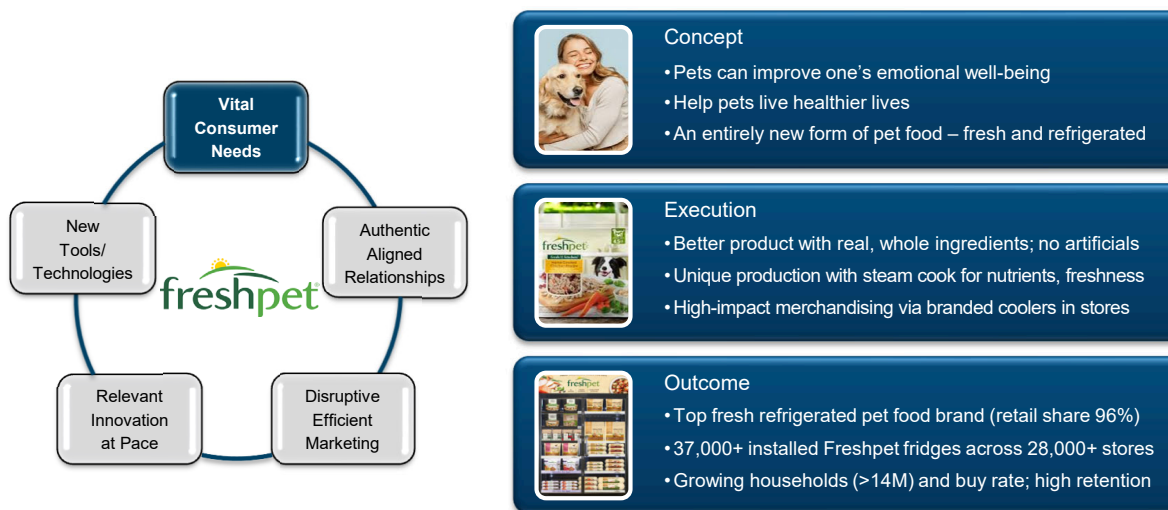 Vital
Consumer
Needs
New
Tools/
Technologies
Authentic
Aligned
Relationships
freshpet®
Relevant
Innovation
at Pace
Disruptive
Efficient
Marketing
Concept
•Pets can improve one’s emotional well-being
•Help pets live healthier lives
•An entirely new form of pet food – fresh and refrigerated
freshpet
Execution
•Better product with real, whole ingredients; no artificials
•Unique production with steam cook for nutrients, freshness
•High-impact merchandising via branded coolers in stores
freshpet
Outcome
•Top fresh refrigerated pet food brand (retail share 96%)
•37,000+ installed Freshpet fridges across 28,000+ stores
•Growing households (>14M) and buy rate; high retention